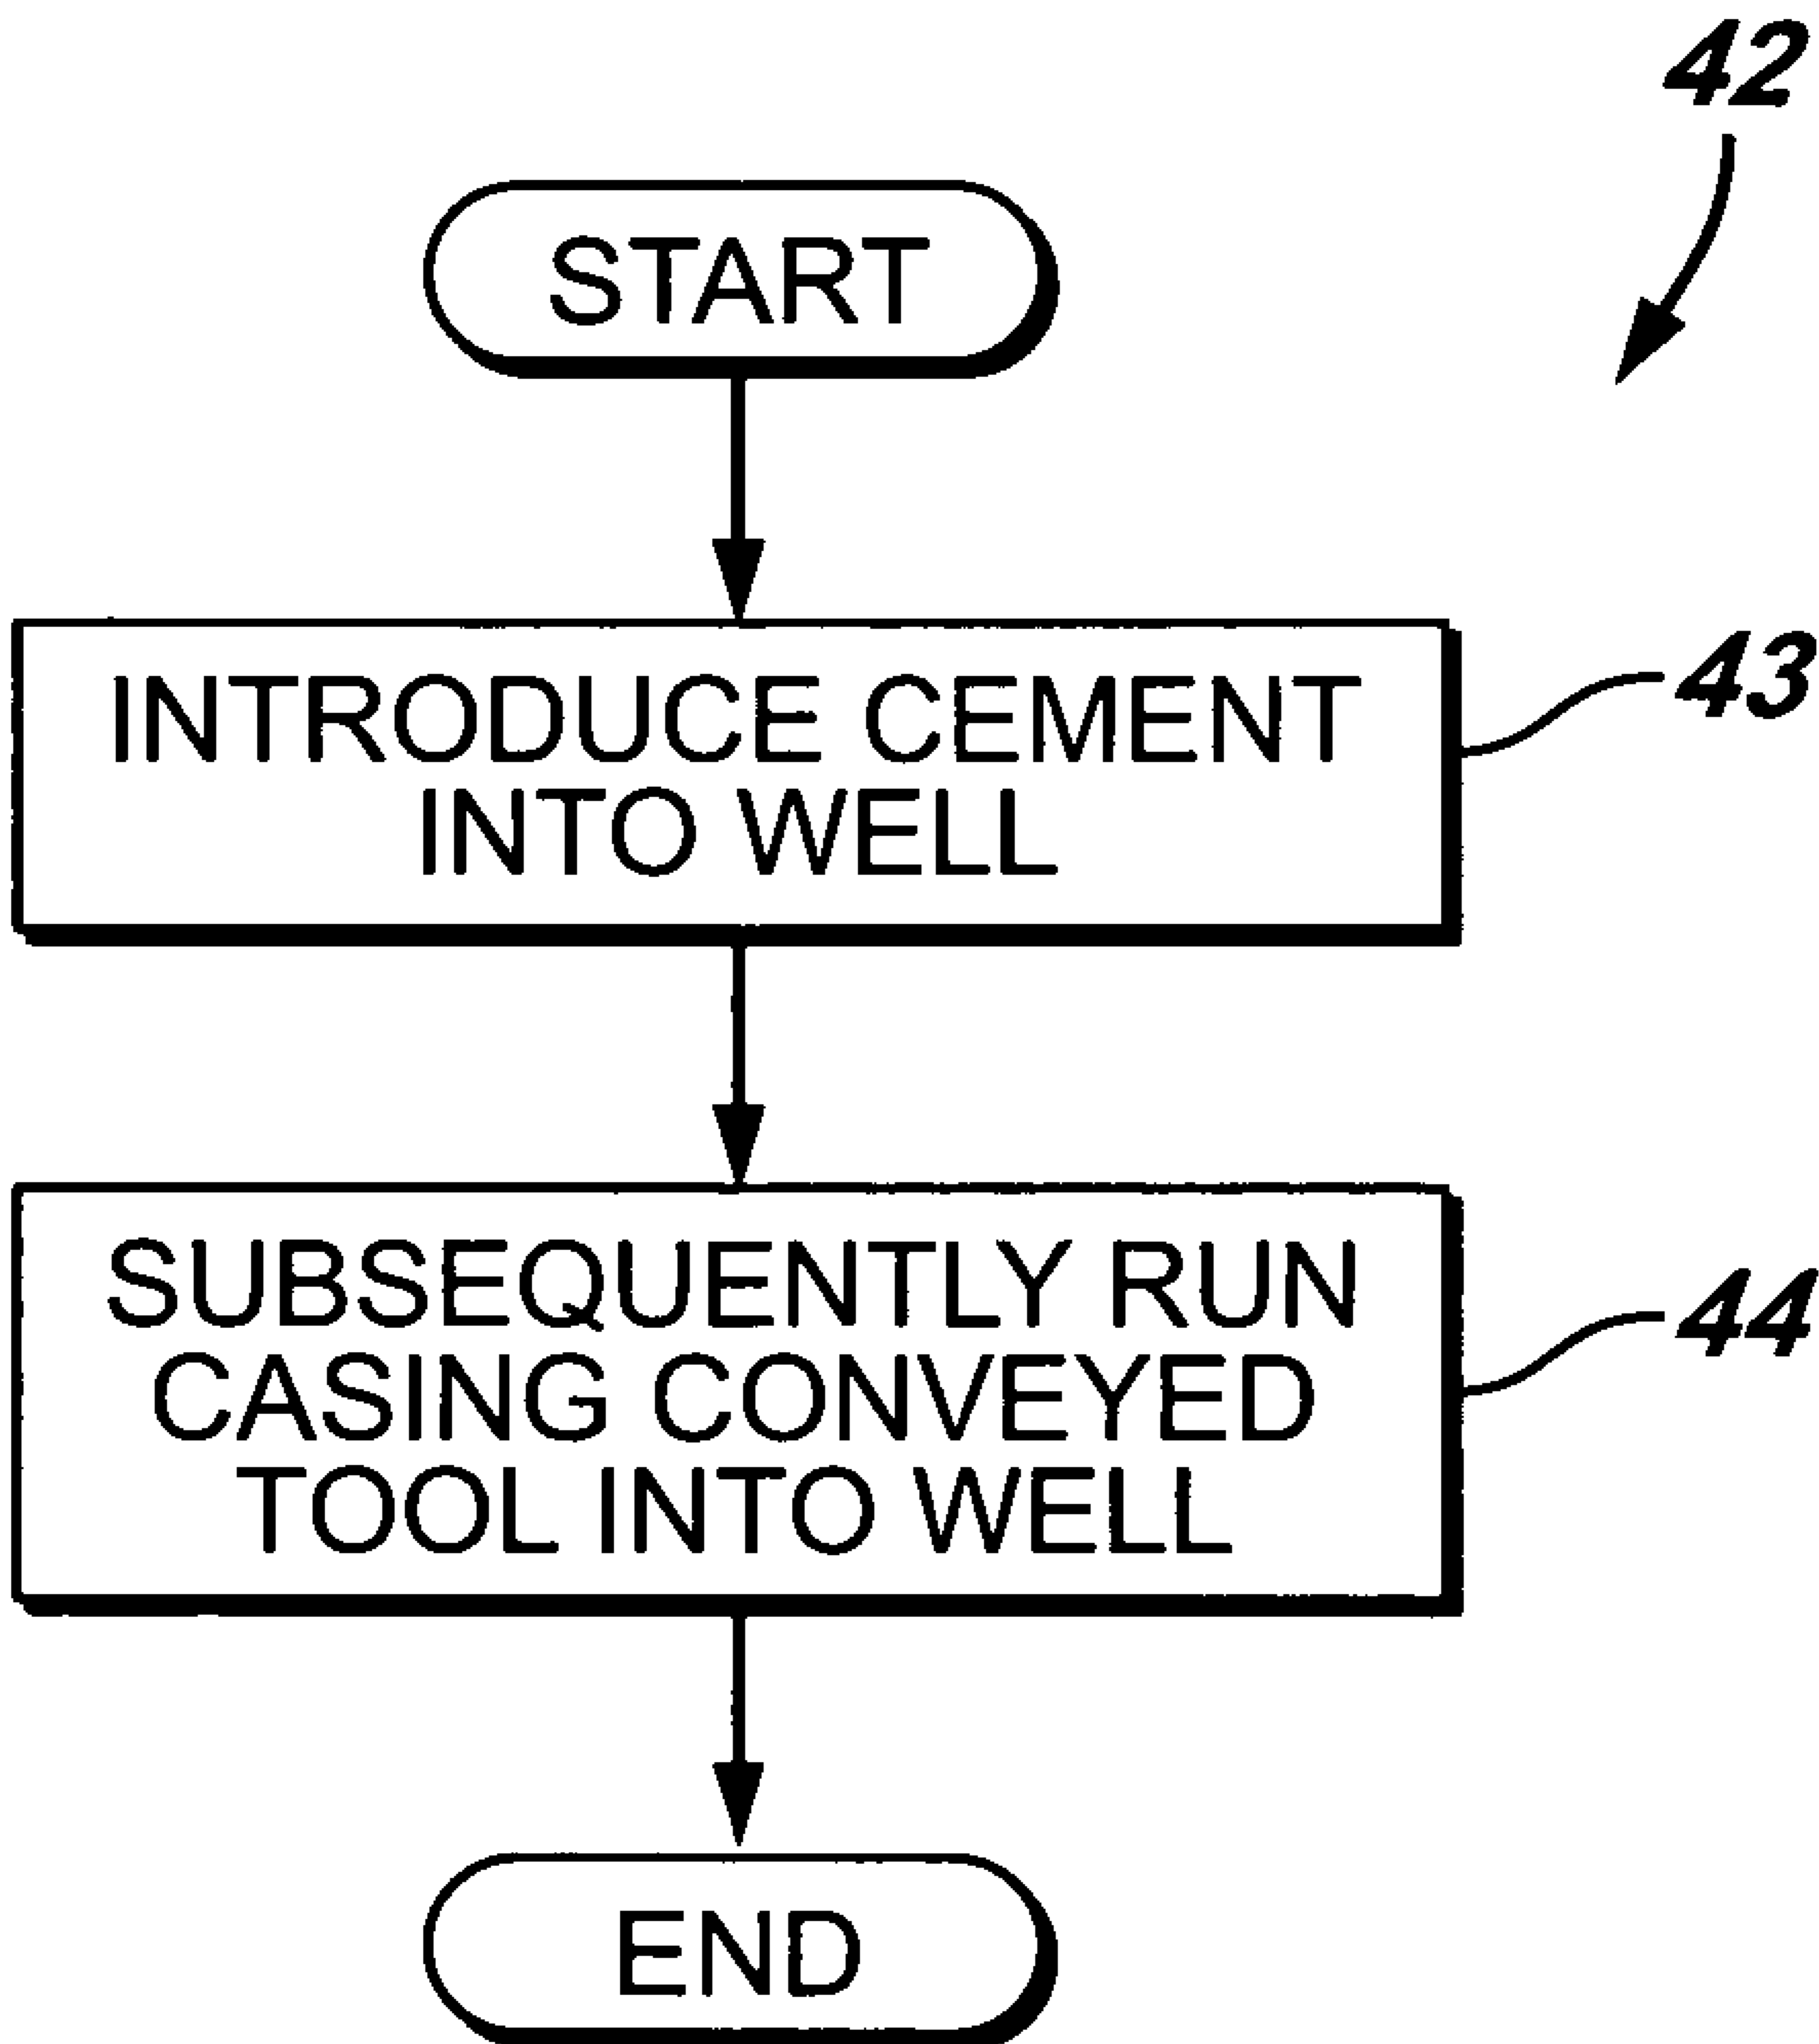 42
START
INTRODUCE CEMENT
INTO WELL
43
SUBSEQUENTLY RUN
CASING CONVEYED
TOOL INTO WELL
44
END